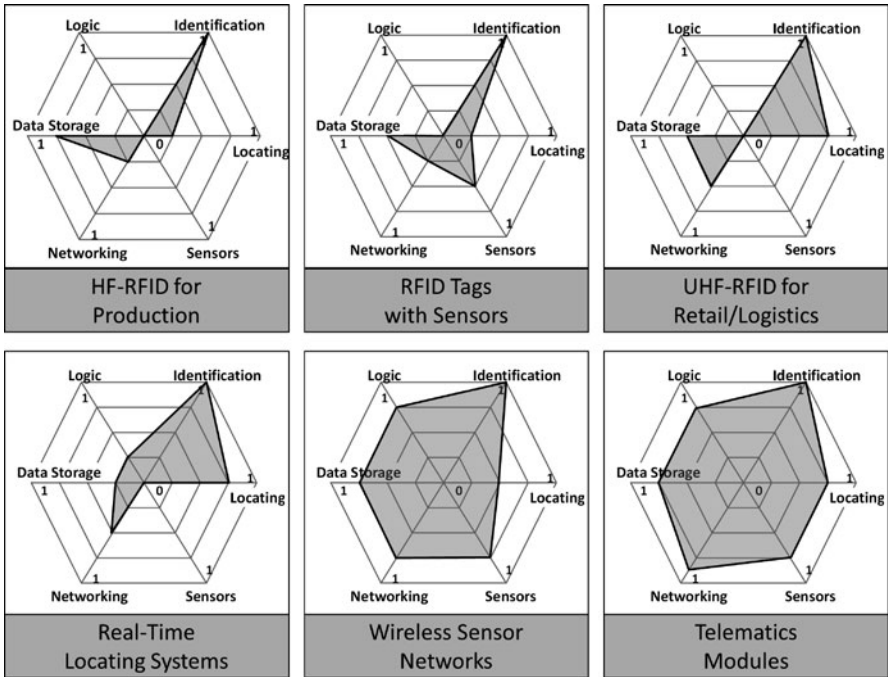 Logic
Identification
1
1
Data Storage
1
0
1
Locating
1
1
Networking
Sensors
HF-RFID for
Production
Logic
Identification
1
1
Data Storage
1
0
1
Locating
1
1
Networking
Sensors
RFID Tags
with Sensors
Logic
Identification
1
1
Data Storage
1
0
1
Locating
1
1
Networking
Sensors
UHF-RFID for
Retail/Logistics
Logic
Identification
1
1
Data Storage
1
0
1
Locating
1
1
Networking
Sensors
Real-Time
Locating Systems
Logic
Identification
1
1
Data Storage
1
0
1
Locating
1
1
Networking
Sensors
Wireless Sensor
Networks
Logic
Identification
1
1
Data Storage
1
0
1
Locating
1
1
Networking
Sensors
Telematics
Modules